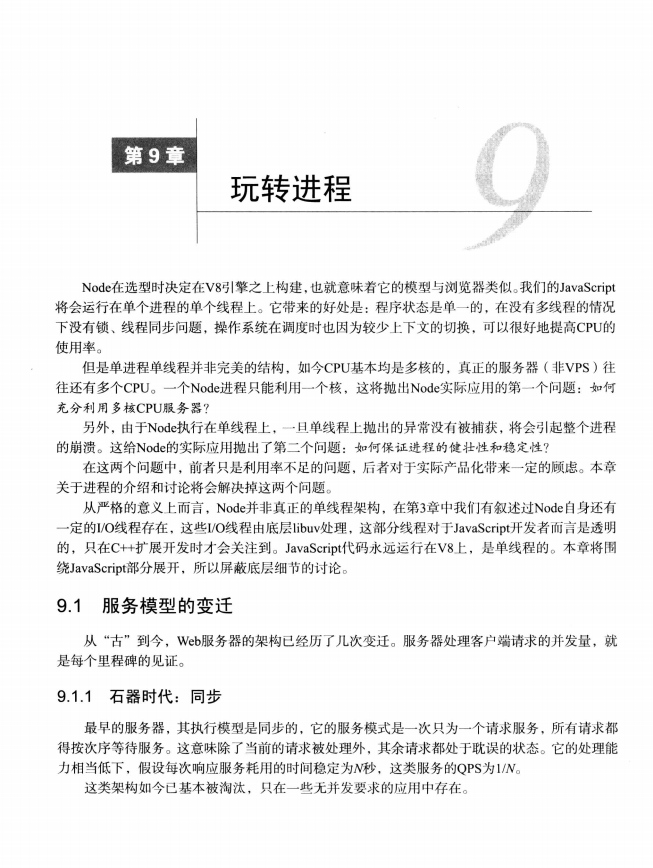 第9章
9
玩转进程
Node在选型时决定在V8引擎之上构建，也就意味着它的模型与浏览器类似。我们的JavaScript
将会运行在单个进程的单个线程上。它带来的好处是：程序状态是单一的，在没有多线程的情况
下没有锁、线程同步问题，操作系统在调度时也因为较少上下文的切换，可以很好地提高CPU的
使用率。
但是单进程单线程并非完美的结构，如今CPU基本均是多核的，真正的服务器（非VPS）往
往还有多个CPU。一个Node进程只能利用一个核，这将抛出Node实际应用的第一个问题：如何
充分利用多核CPU服务器？
另外，由于Node执行在单线程上，一旦单线程上抛出的异常没有被捕获，将会引起整个进程
的崩溃。这给Node的实际应用抛出了第二个问题：如何保证进程的健壮性和稳定性？
在这两个问题中，前者只是利用率不足的问题，后者对于实际产品化带来一定的顾虑。本章
关于进程的介绍和讨论将会解决掉这两个问题。
从严格的意义上而言，Node并非真正的单线程架构，在第3章中我们有叙述过Node自身还有
一定的I/O线程存在，这些I/O线程由底层libuv处理，这部分线程对于JavaScript开发者而言是透明
的，只在C++扩展开发时才会关注到。JavaScript代码永远运行在V8上，是单线程的。本章将围
绕JavaScript部分展开，所以屏蔽底层细节的讨论。
9.1 服务模型的变迁
从“古”到今，Web服务器的架构已经历了几次变迁。服务器处理客户端请求的并发量，就
是每个里程碑的见证。
9.1.1 石器时代：同步
最早的服务器，其执行模型是同步的，它的服务模式是一次只为一个请求服务，所有请求都
得按次序等待服务。这意味除了当前的请求被处理外，其余请求都处于耽误的状态。它的处理能
力相当低下，假设每次响应服务耗用的时间稳定为N秒，这类服务的QPS为1/N。
这类架构如今已基本被淘汰，只在一些无并发要求的应用中存在。